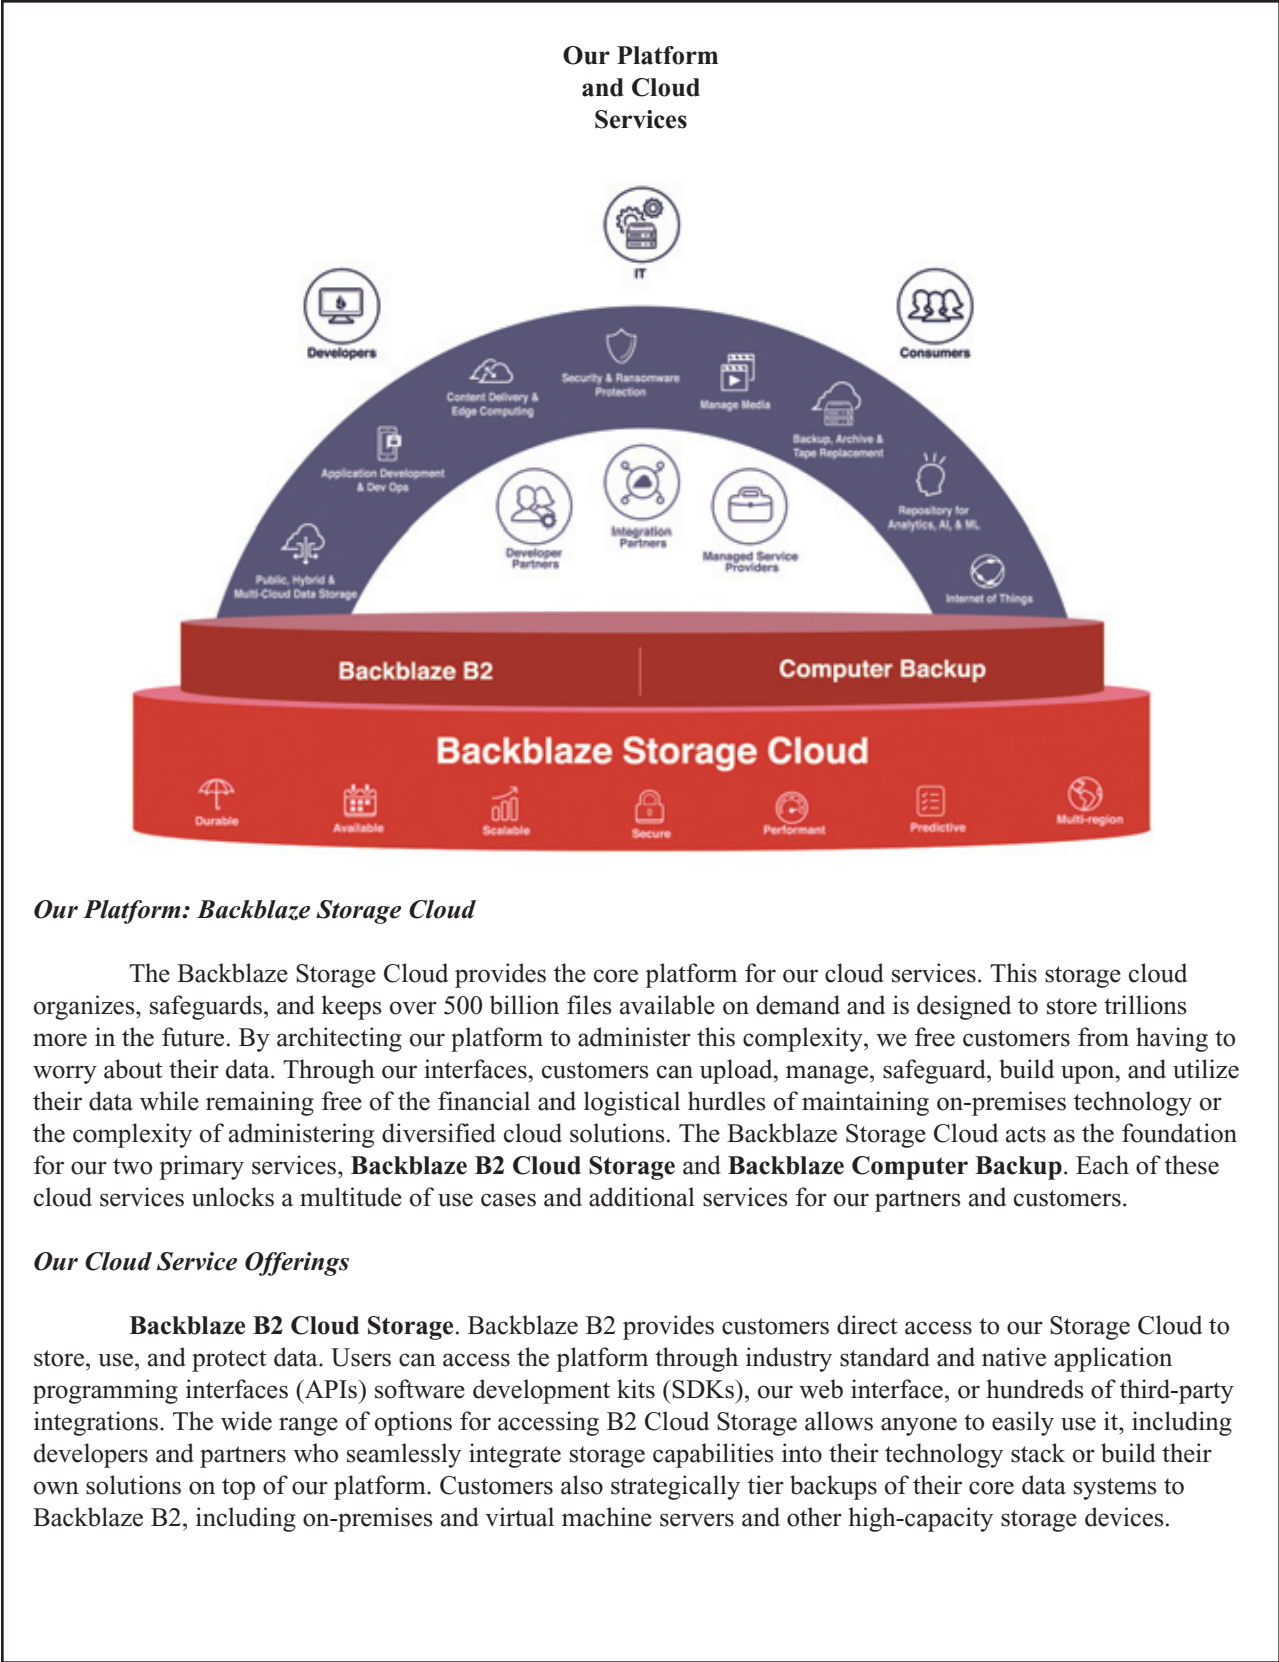 Our Platform
and Cloud
Services
IT
Developers
Consumers
Security & Ransomware
Protection
Content Delivery &
Edge Computing
Manage Media
Application Development
& Dev Ops
Backup, Archive &
Tape Replacement
Repository for
Analytics, AI, & ML
Public, Hybrid &
Multi-Cloud Data Storage
Internet of Things
Developer
Partners
Integration
Partners
Managed Service
Providers
Backblaze B2
Computer Backup
Backblaze Storage Cloud
Durable
Available
Scalable
Secure
Performant
Predictive
Multi-region
Our Platform: Backblaze Storage Cloud
The Backblaze Storage Cloud provides the core platform for our cloud services. This storage cloud
organizes, safeguards, and keeps over 500 billion files available on demand and is designed to store trillions
more in the future. By architecting our platform to administer this complexity, we free customers from having to
worry about their data. Through our interfaces, customers can upload, manage, safeguard, build upon, and utilize
their data while remaining free of the financial and logistical hurdles of maintaining on-premises technology or
the complexity of administering diversified cloud solutions. The Backblaze Storage Cloud acts as the foundation
for our two primary services, Backblaze B2 Cloud Storage and Backblaze Computer Backup. Each of these
cloud services unlocks a multitude of use cases and additional services for our partners and customers.
Our Cloud Service Offerings
Backblaze B2 Cloud Storage. Backblaze B2 provides customers direct access to our Storage Cloud to
store, use, and protect data. Users can access the platform through industry standard and native application
programming interfaces (APIs) software development kits (SDKs), our web interface, or hundreds of third-party
integrations. The wide range of options for accessing B2 Cloud Storage allows anyone to easily use it, including
developers and partners who seamlessly integrate storage capabilities into their technology stack or build their
own solutions on top of our platform. Customers also strategically tier backups of their core data systems to
Backblaze B2, including on-premises and virtual machine servers and other high-capacity storage devices.